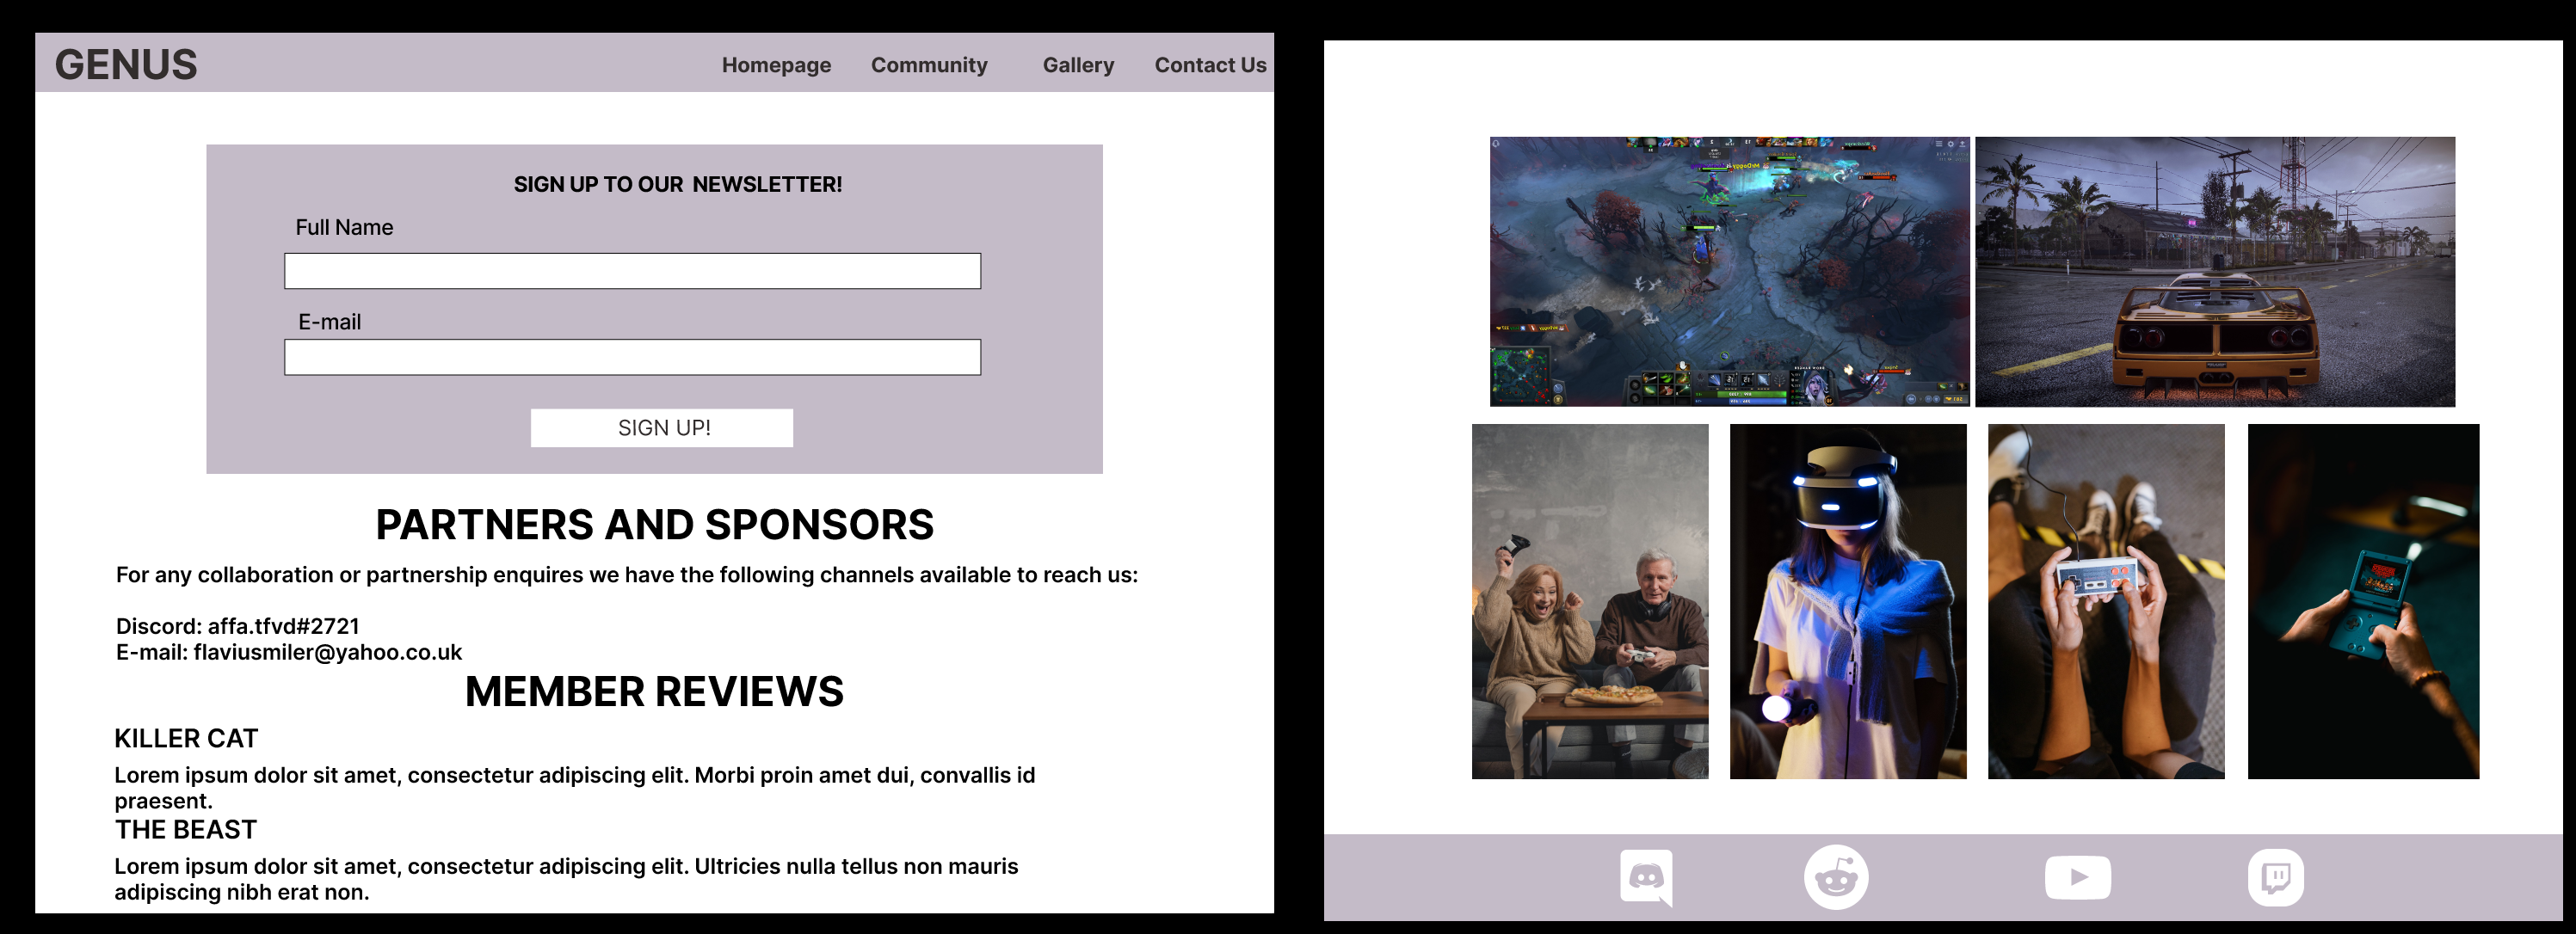 GENUS
Homepage Community Gallery Contact Us
SIGN UP TO OUR NEWSLETTER!
Full Name
E-mail
SIGN UP!
PARTNERS AND SPONSORS
For any collaboration or partnership enquires we have the following channels available to reach us:
Discord: affa.tfvd#2721
E-mail: flaviusmiler@yahoo.co.uk
MEMBER REVIEWS
KILLER CAT
Lorem ipsum dolor sit amet, consectetur adipiscing elit. Morbi proin amet dui, convallis id
praesent.
THE BEAST
Lorem ipsum dolor sit amet, consectetur adipiscing elit. Ultricies nulla tellus non mauris
adipiscing nibh erat non.